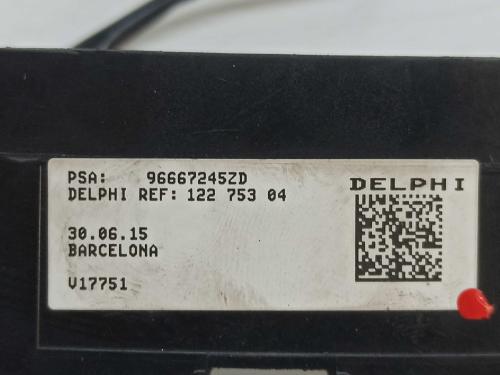 PSA: 96667245ZD
DELPHI REF: 122 753 04
DELPHI
30.06.15
BARCELONA
V17751